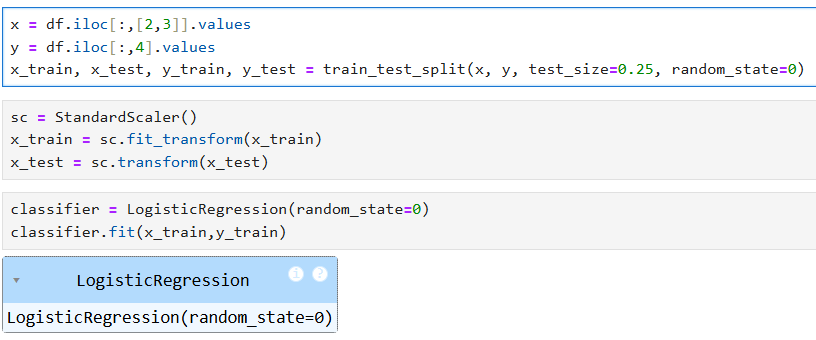 x = df.iloc[:,[2,3]].values
y = df.iloc[:,4].values
x_train, x_test, y_train, y_test = train_test_split(x, y, test_size=0.25, random_state=0)
sc = StandardScaler()
x_train = sc.fit_transform(x_train)
x_test = sc.transform(x_test)
classifier = LogisticRegression(random_state=0)
classifier.fit(x_train,y_train)
▾ LogisticRegression i ?
LogisticRegression(random_state=0)